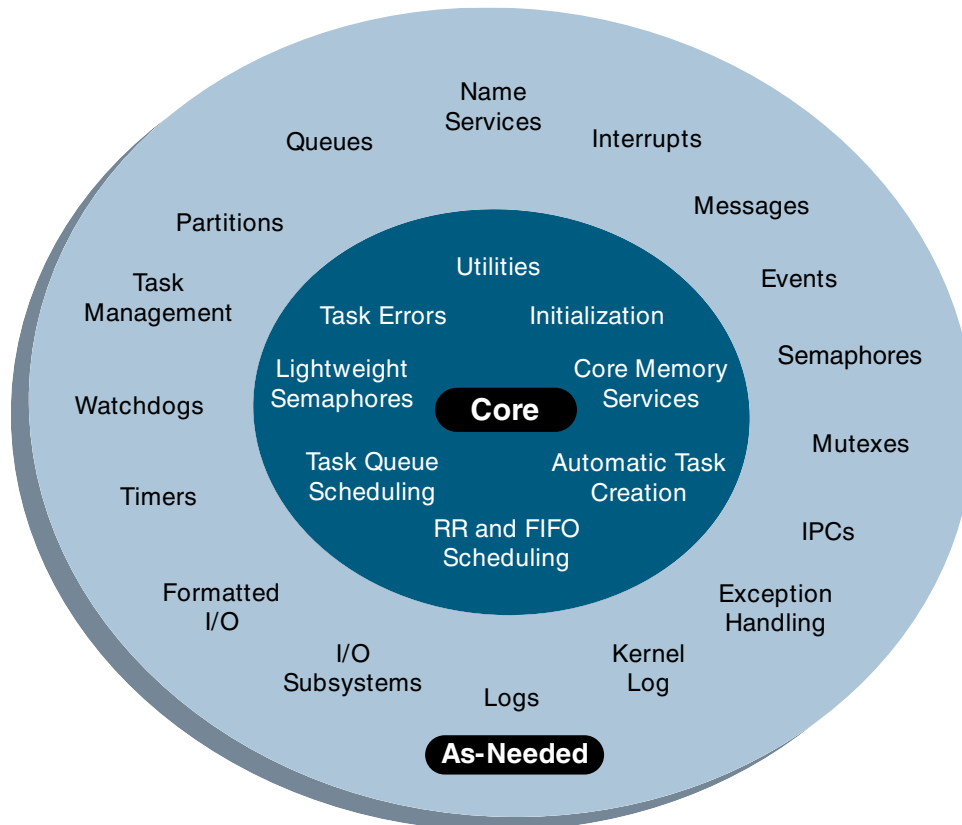 Name
Services
Queues
Interrupts
Partitions
Messages
Task
Management
Events
Semaphores
Watchdogs
Mutexes
Timers
IPCs
Formatted
I/O
Exception
Handling
I/O
Subsystems
Kernel
Log
Logs
As-Needed
Utilities
Task Errors
Initialization
Lightweight
Semaphores
Core Memory
Services
Core
Task Queue
Scheduling
Automatic Task
Creation
RR and FIFO
Scheduling